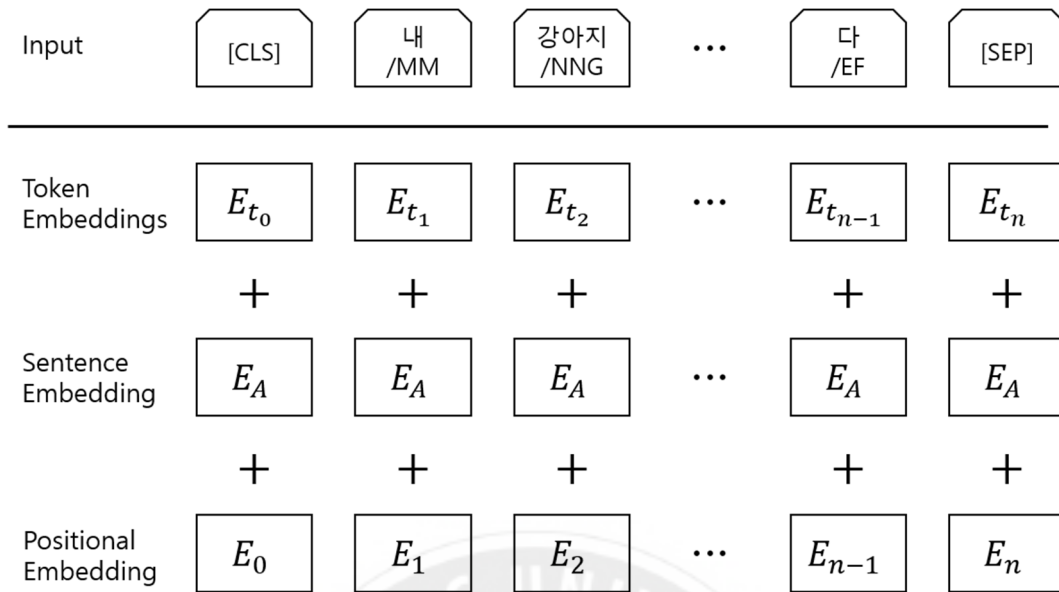 Input [CLS] 내 /MM 강아지 /NNG ... 다 /EF [SEP]
Token Embeddings E_{t_0} E_{t_1} E_{t_2} ... E_{t_{n-1}} E_{t_n}
+ + + + +
Sentence Embedding E_A E_A E_A ... E_A E_A
+ + + + +
Positional Embedding E_0 E_1 E_2 ... E_{n-1} E_n